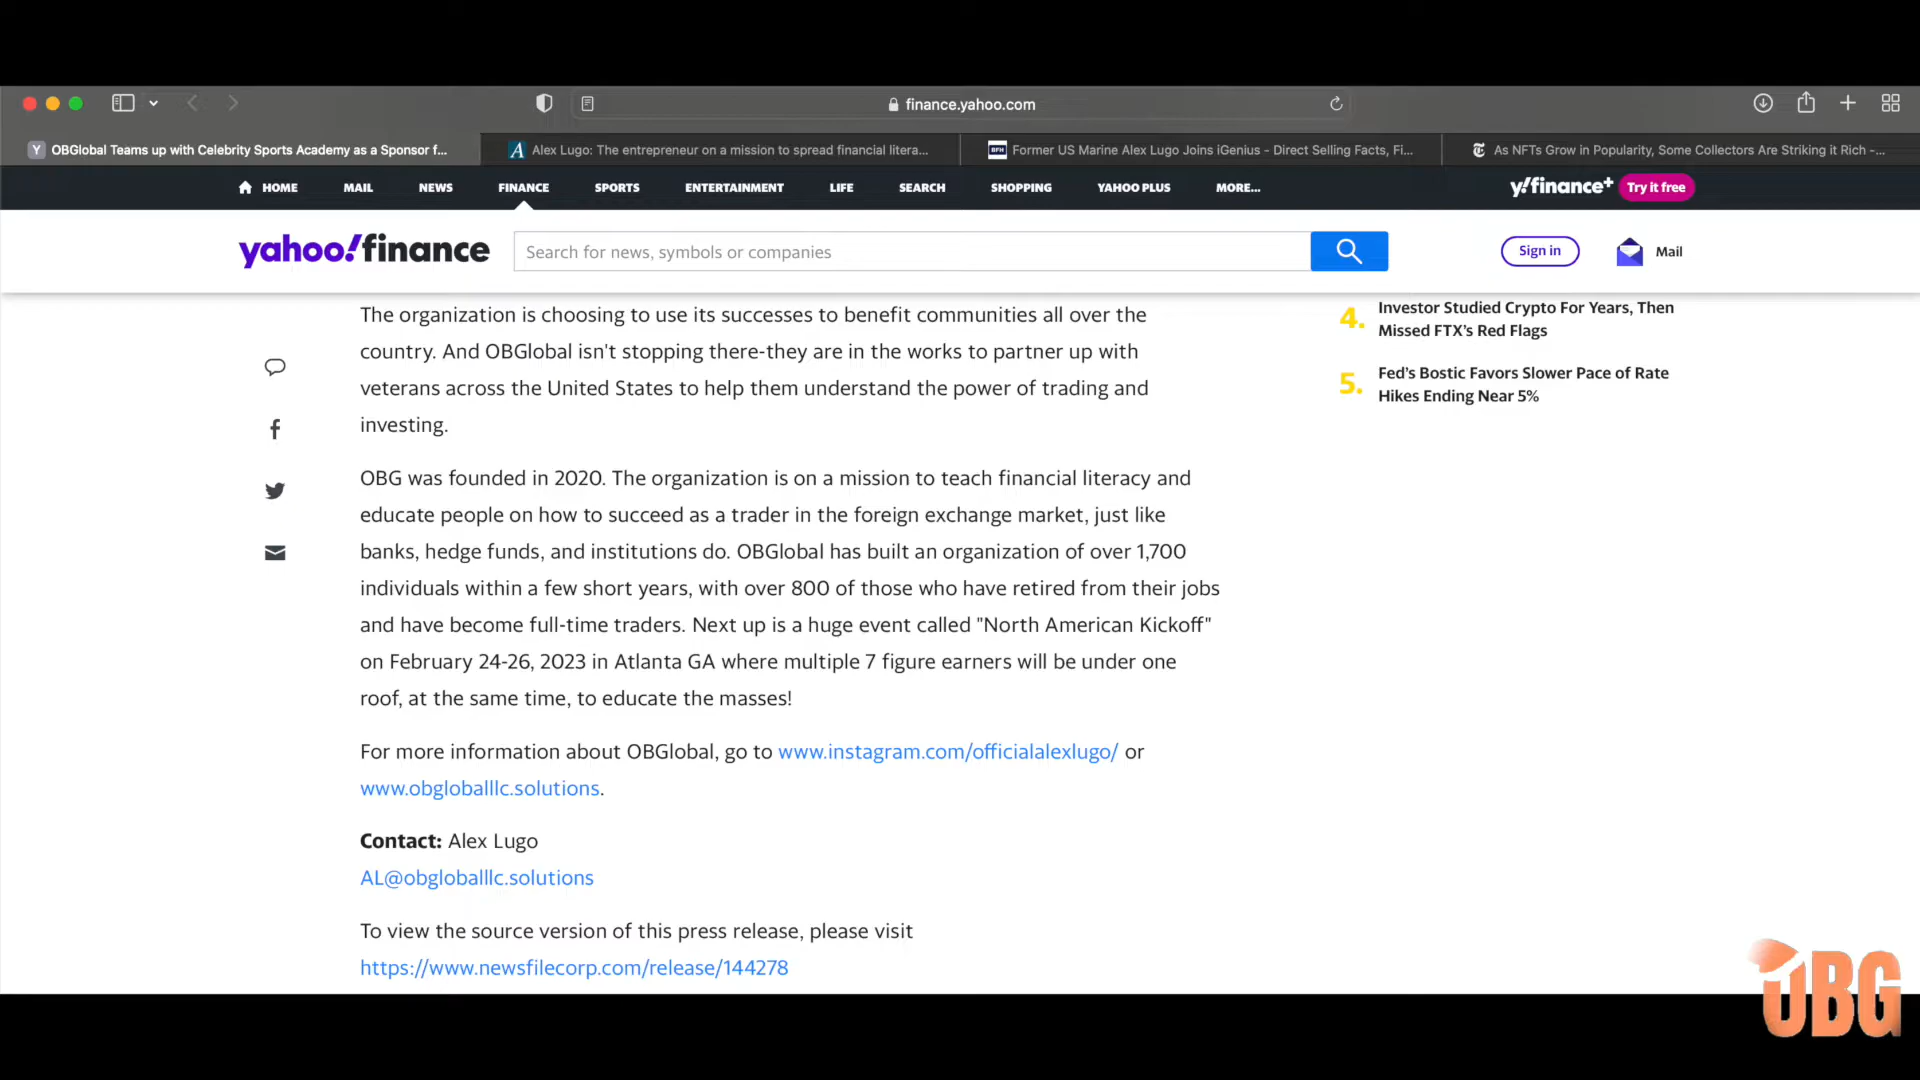 finance.yahoo.com
Y OBGlobal Teams up with Celebrity Sports Academy as a Sponsor f...
A Alex Lugo: The entrepreneur on a mission to spread financial litera...
BFH Former US Marine Alex Lugo Joins iGenius - Direct Selling Facts, Fi...
As NFTs Grow in Popularity, Some Collectors Are Striking it Rich -...
HOME MAIL NEWS FINANCE SPORTS ENTERTAINMENT LIFE SEARCH SHOPPING YAHOO PLUS MORE...
y!finance+ Try it free
yahoo!finance
Search for news, symbols or companies
Sign in
Mail
The organization is choosing to use its successes to benefit communities all over the
country. And OBGlobal isn't stopping there-they are in the works to partner up with
veterans across the United States to help them understand the power of trading and
investing.
OBG was founded in 2020. The organization is on a mission to teach financial literacy and
educate people on how to succeed as a trader in the foreign exchange market, just like
banks, hedge funds, and institutions do. OBGlobal has built an organization of over 1,700
individuals within a few short years, with over 800 of those who have retired from their jobs
and have become full-time traders. Next up is a huge event called "North American Kickoff"
on February 24-26, 2023 in Atlanta GA where multiple 7 figure earners will be under one
roof, at the same time, to educate the masses!
For more information about OBGlobal, go to www.instagram.com/officialalexlugo/ or
www.obgloballlc.solutions.
Contact: Alex Lugo
AL@obgloballlc.solutions
To view the source version of this press release, please visit
https://www.newsfilecorp.com/release/144278
4. Investor Studied Crypto For Years, Then
Missed FTX's Red Flags
5. Fed's Bostic Favors Slower Pace of Rate
Hikes Ending Near 5%
OBG